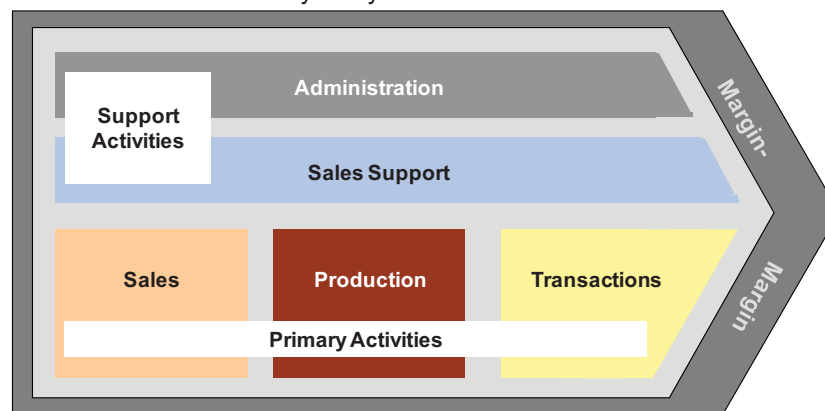 Administration
Support
Activities
Sales Support
Sales
Production
Transactions
Primary Activities
Margin-
Margin